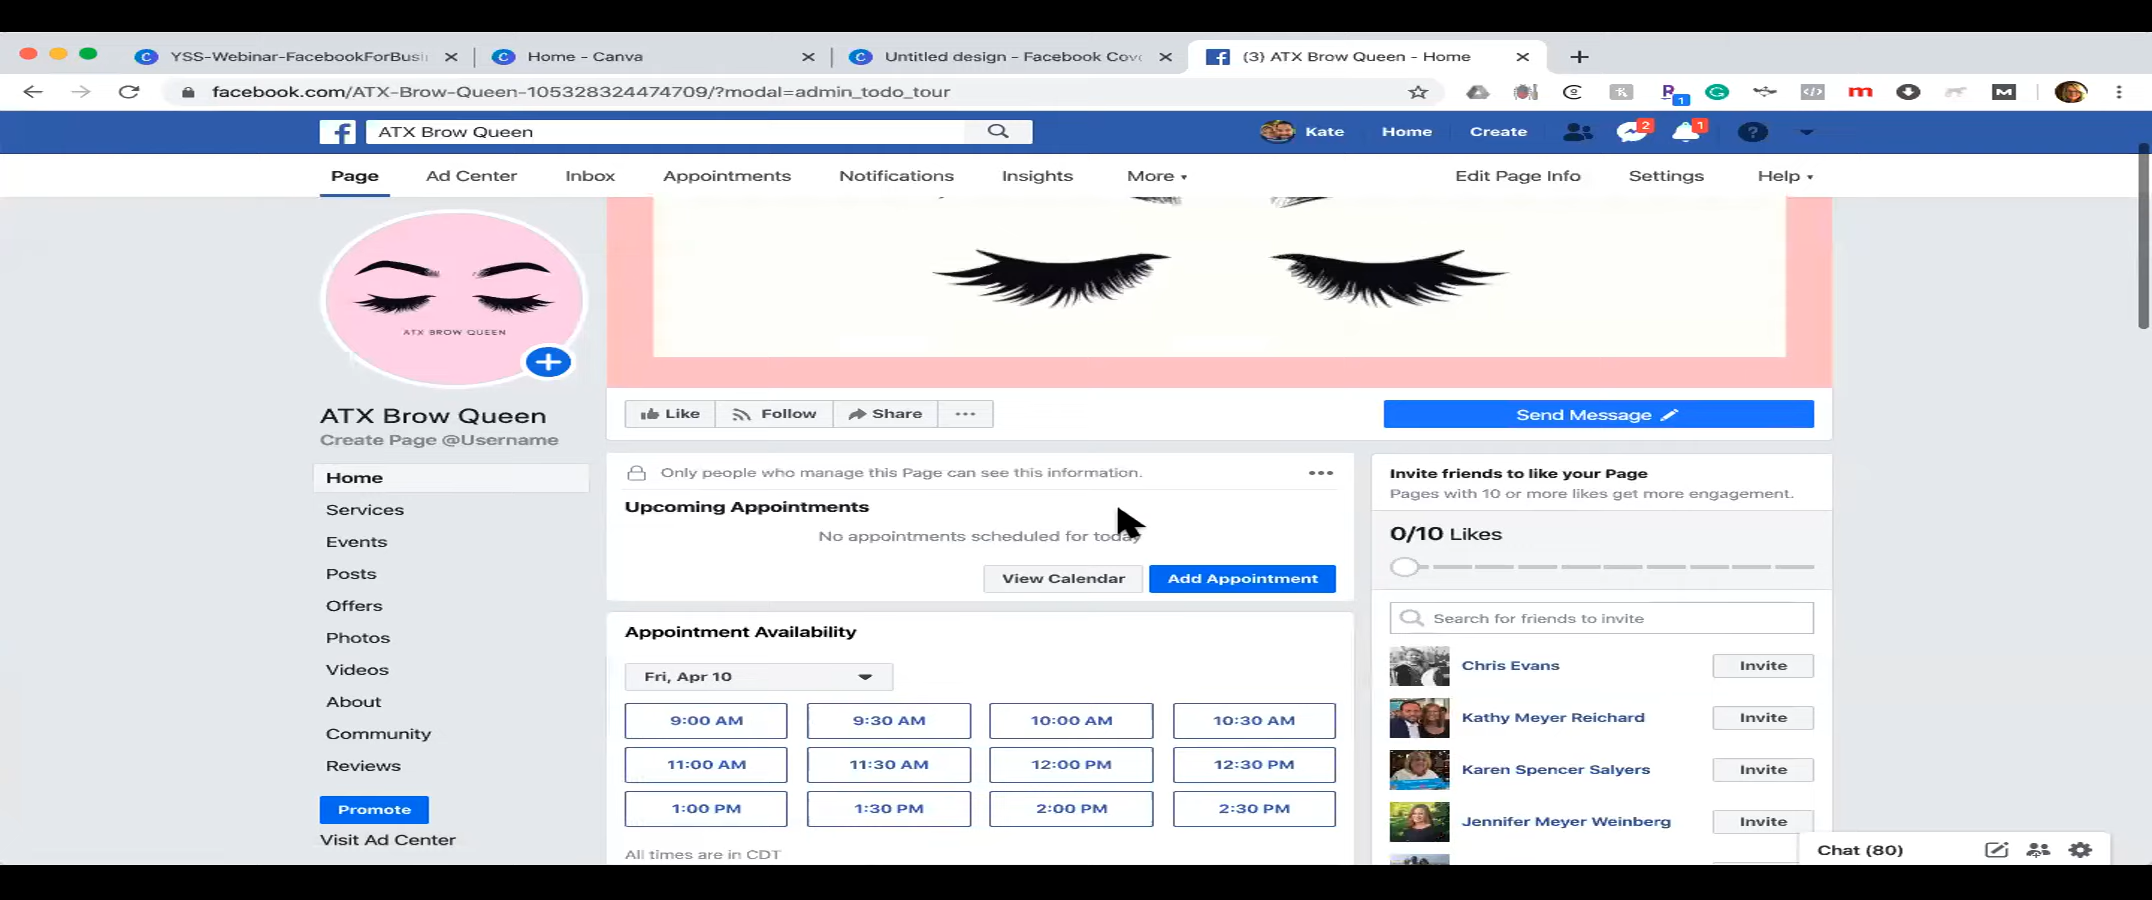 YSS-Webinar-FacebookForBusi
Home - Canva
Untitled design - Facebook Cov
(3) ATX Brow Queen - Home
facebook.com/ATX-Brow-Queen-105328324474709/?modal=admin_todo_tour
ATX Brow Queen
Kate
Home
Create
2
1
Page
Ad Center
Inbox
Appointments
Notifications
Insights
More
Edit Page Info
Settings
Help
ATX BROW QUEEN
ATX Brow Queen
Create Page @Username
Home
Services
Events
Posts
Offers
Photos
Videos
About
Community
Reviews
Promote
Visit Ad Center
Like
Follow
Share
Send Message
Only people who manage this Page can see this information.
Upcoming Appointments
No appointments scheduled for today
View Calendar
Add Appointment
Appointment Availability
Fri, Apr 10
9:00 AM 9:30 AM 10:00 AM 10:30 AM
11:00 AM 11:30 AM 12:00 PM 12:30 PM
1:00 PM 1:30 PM 2:00 PM 2:30 PM
All times are in CDT
Invite friends to like your Page
Pages with 10 or more likes get more engagement.
0/10 Likes
Search for friends to invite
Chris Evans Invite
Kathy Meyer Reichard Invite
Karen Spencer Salyers Invite
Jennifer Meyer Weinberg Invite
Chat (80)